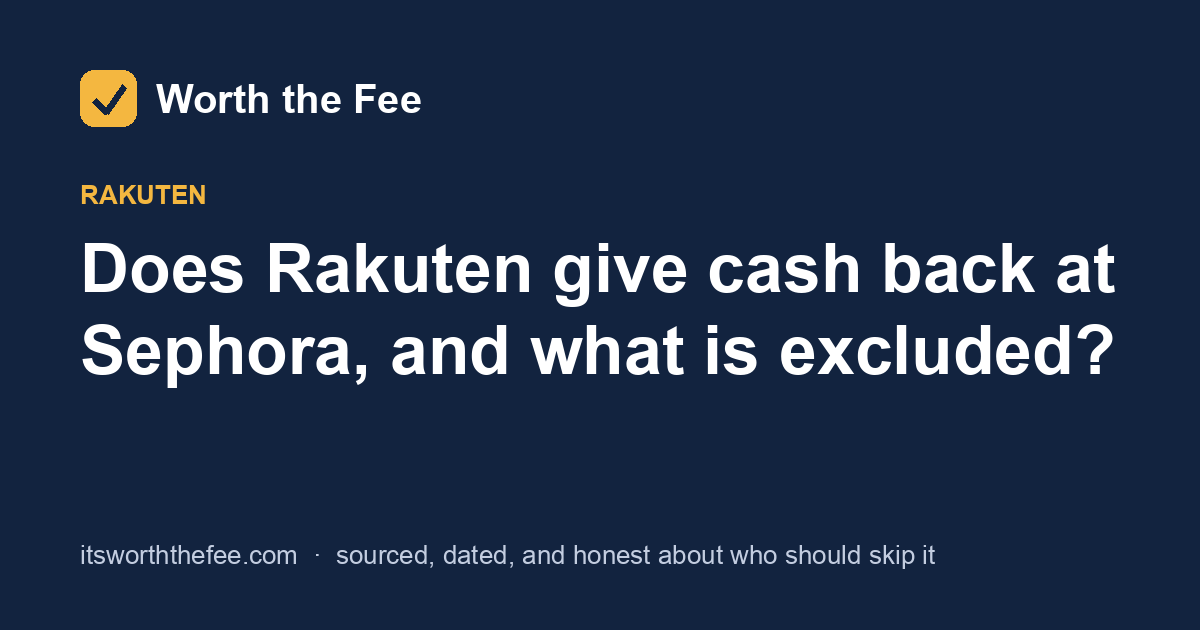 Worth the Fee
RAKUTEN
Does Rakuten give cash back at
Sephora, and what is excluded?
itsworththefee.com · sourced, dated, and honest about who should skip it